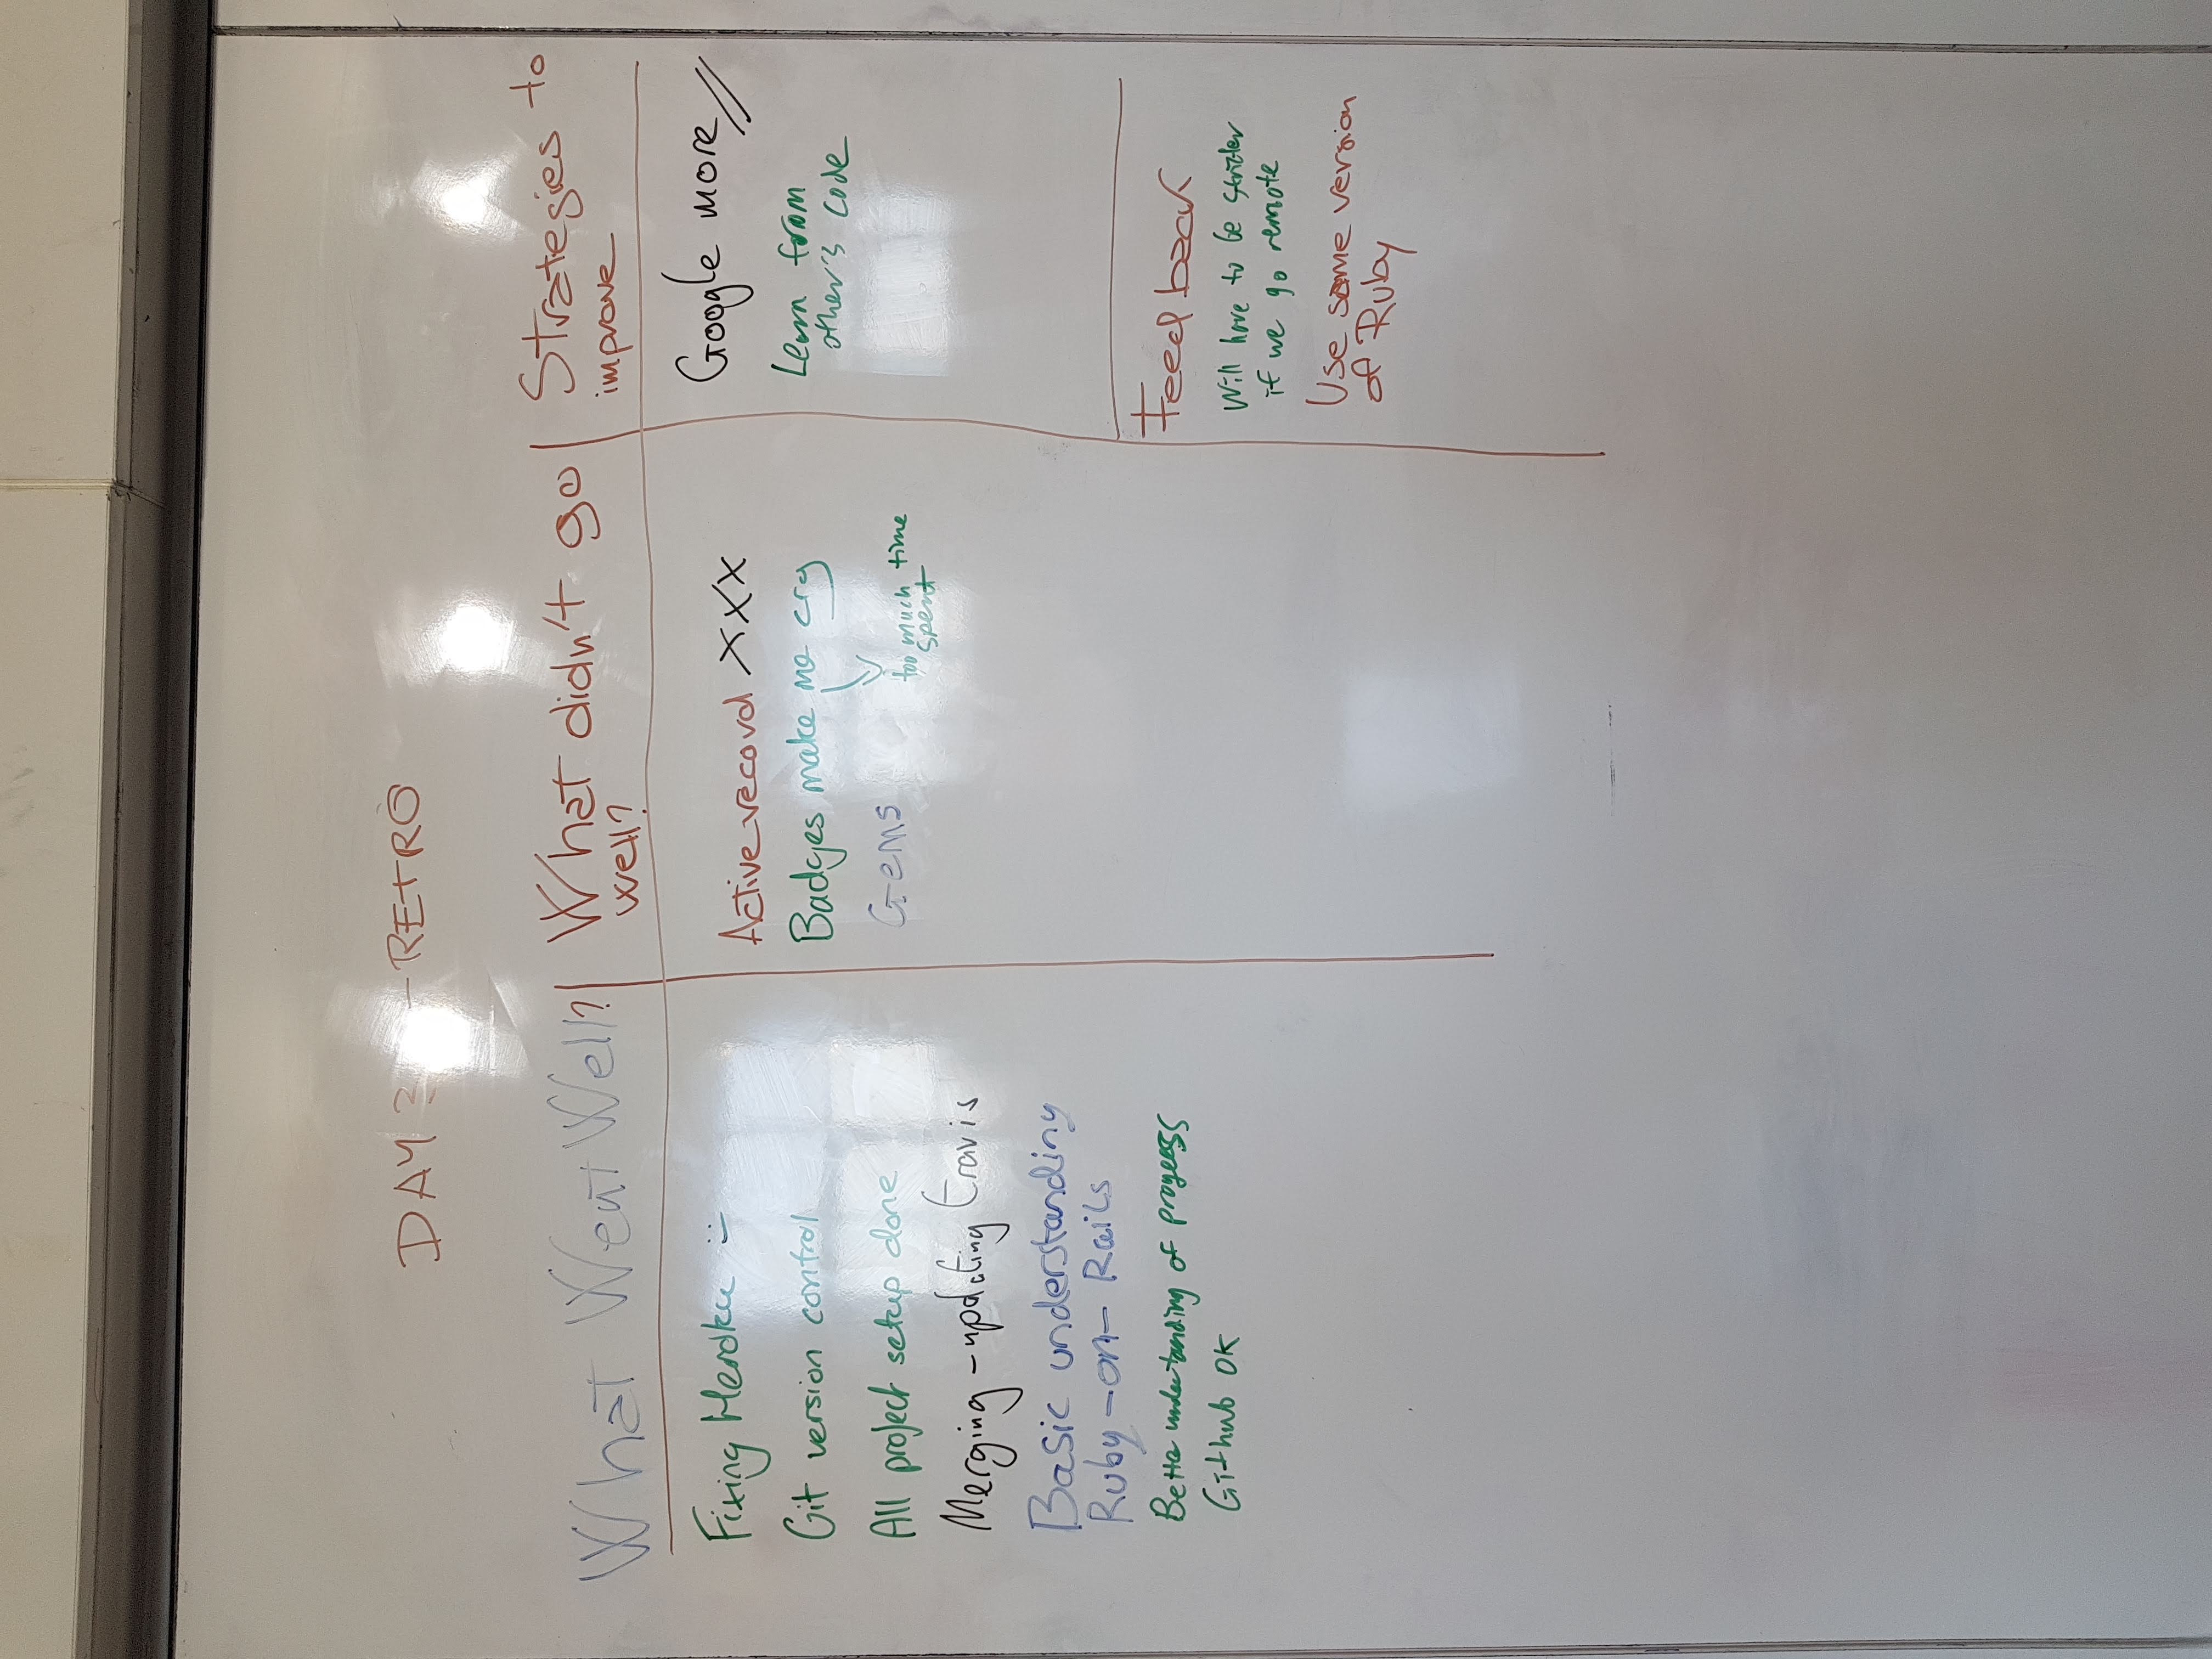 DAY 3 - RETRO
What Went Well?
Fixing Heroku :-)
Git version control
All project setup done
Merging - updating travis
Basic understanding
Ruby-on-Rails
Better understanding of progress
Github OK
What didn't go
well?
Active record XXX
Badges make me cry
too much time
spent
Gems
Strategies to
improve
Google more //
Learn from
other's code
Feedback
Will have to be stricter
if we go remote
Use same version
of Ruby